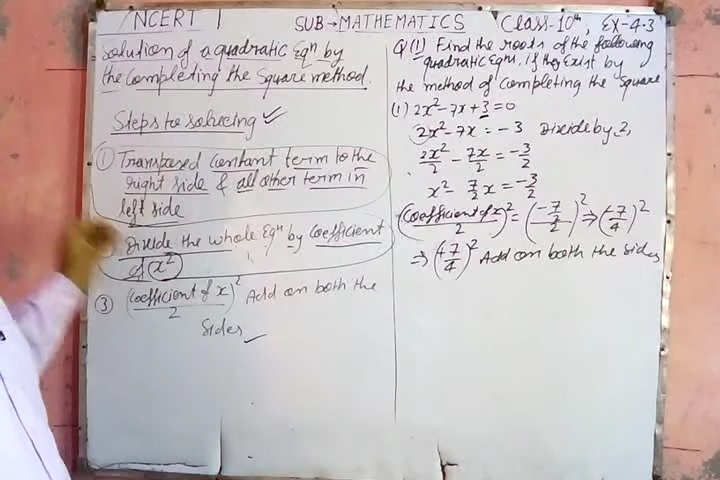 NCERT
SUB→MATHEMATICS
Class-10th
Ex-4.3
Solution of a quadratic Eqⁿ by
the Completing the Square method.
Steps to solucing ✓
① Transposed constant term to the
right side & all other term in
left side
Divide the whole Eqⁿ by Coefficient
of x²
③ (Coefficient of x / 2)² Add on both the
Sides ✓
Q(1) Find the roots of the following
quadratic Eqns, if they Exist by
the method of Completing the Square
(1) 2x²-7x+3=0
2x²-7x = -3 Divide by 2,
2x²/2 - 7x/2 = -3/2
x² - 7/2 x = -3/2
(Coefficient of x / 2)² = (-7/2 / 2)² ⇒ (-7/4)²
⇒ (+7/4)² Add on both the Sides